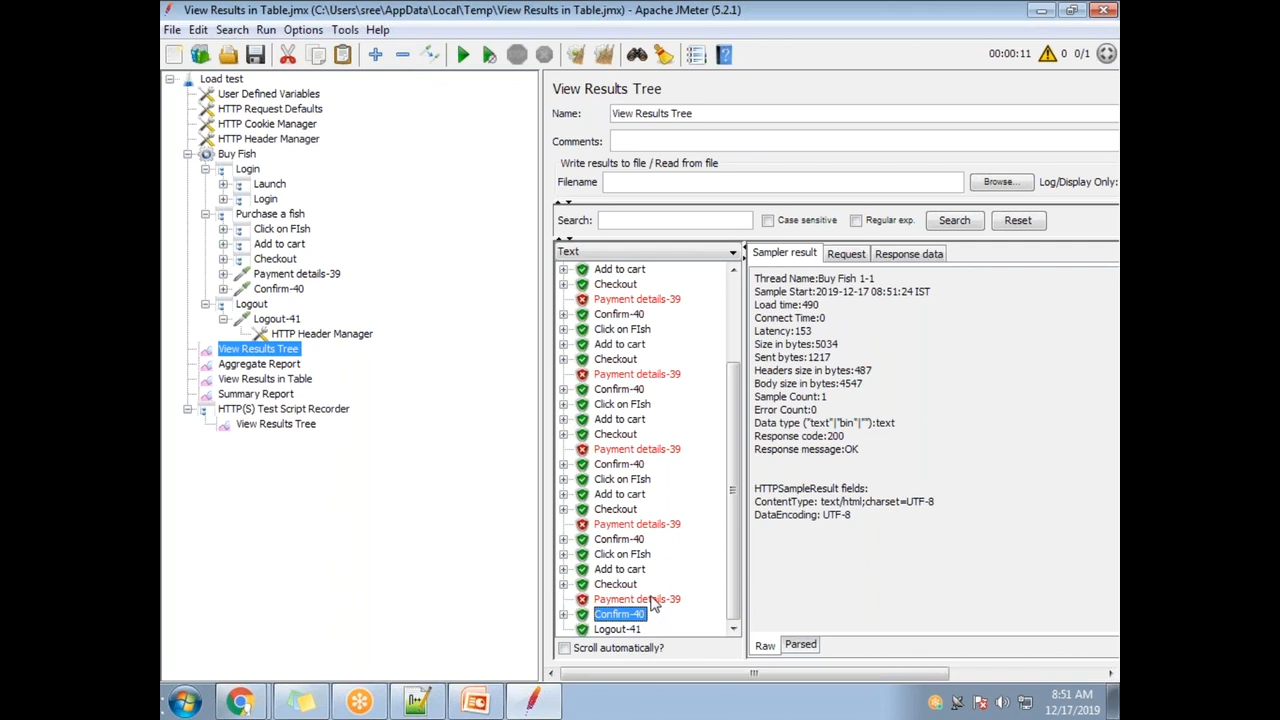 View Results in Table.jmx (C:\Users\sree\AppData\Local\Temp\View Results in Table.jmx) - Apache JMeter (5.2.1)
File Edit Search Run Options Tools Help
00:00:11 0 0/1
Load test
User Defined Variables
HTTP Request Defaults
HTTP Cookie Manager
HTTP Header Manager
Buy Fish
Login
Launch
Login
Purchase a fish
Click on FIsh
Add to cart
Checkout
Payment details-39
Confirm-40
Logout
Logout-41
HTTP Header Manager
View Results Tree
Aggregate Report
View Results in Table
Summary Report
HTTP(S) Test Script Recorder
View Results Tree
View Results Tree
Name: View Results Tree
Comments:
Write results to file / Read from file
Filename Browse... Log/Display Only:
Search: Case sensitive Regular exp. Search Reset
Text
Add to cart
Checkout
Payment details-39
Confirm-40
Click on FIsh
Add to cart
Checkout
Payment details-39
Confirm-40
Click on FIsh
Add to cart
Checkout
Payment details-39
Confirm-40
Click on FIsh
Add to cart
Checkout
Payment details-39
Confirm-40
Click on FIsh
Add to cart
Checkout
Payment details-39
Confirm-40
Logout-41
Scroll automatically?
Sampler result Request Response data
Thread Name:Buy Fish 1-1
Sample Start:2019-12-17 08:51:24 IST
Load time:490
Connect Time:0
Latency:153
Size in bytes:5034
Sent bytes:1217
Headers size in bytes:487
Body size in bytes:4547
Sample Count:1
Error Count:0
Data type ("text"|"bin"|""):text
Response code:200
Response message:OK
HTTPSampleResult fields:
ContentType: text/html;charset=UTF-8
DataEncoding: UTF-8
Raw Parsed
8:51 AM
12/17/2019